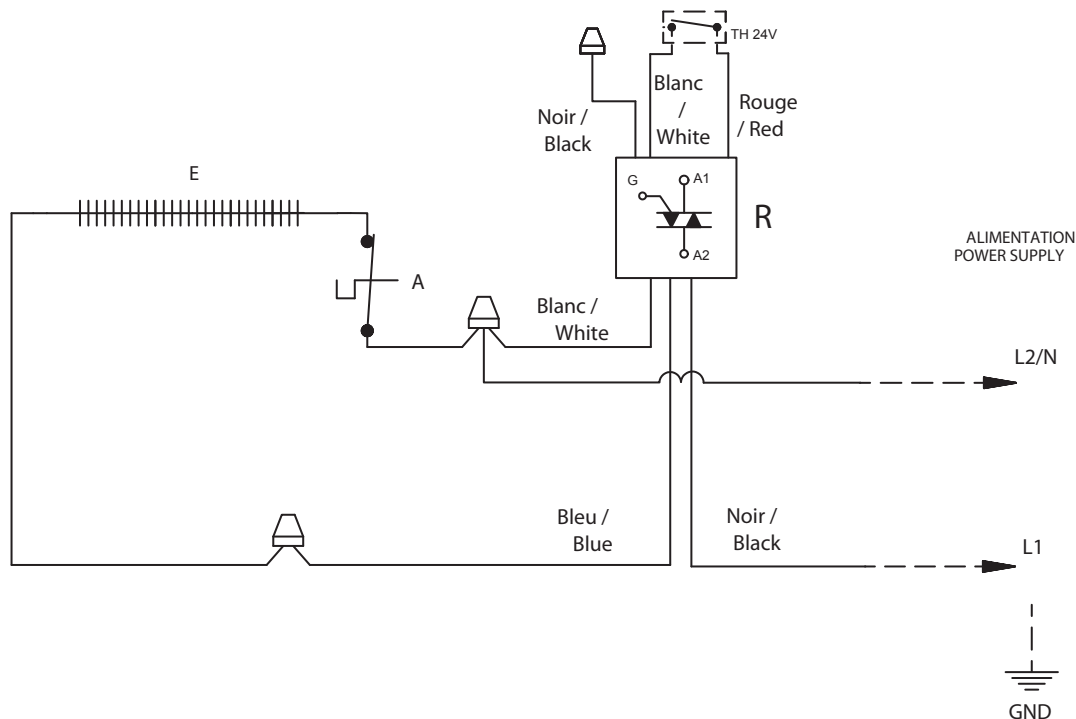 TH 24V
Blanc
/
White
Rouge
/ Red
Noir /
Black
E
G
A1
R
A2
ALIMENTATION
POWER SUPPLY
A
Blanc /
White
L2/N
Bleu /
Blue
Noir /
Black
L1
GND